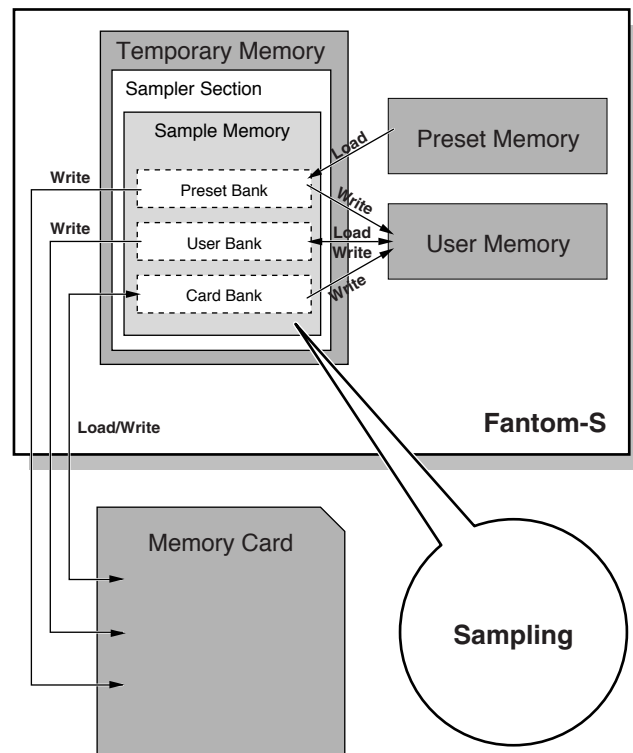 Temporary Memory
Sampler Section
Sample Memory
Preset Bank
User Bank
Card Bank
Write
Write
Load
Write
Load
Write
Write
Preset Memory
User Memory
Load/Write
Fantom-S
Memory Card
Sampling